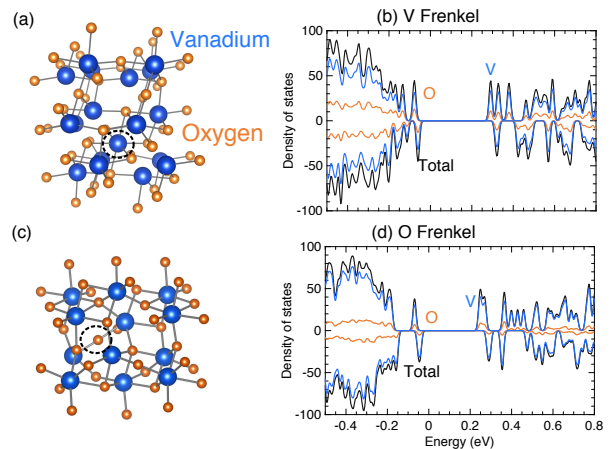 (a)
Vanadium
Oxygen
(b) V Frenkel
Density of states
100
50
0
-50
-100
O
V
Total
(c)
(d) O Frenkel
Density of states
100
50
0
-50
-100
O
V
Total
-0.4 -0.2 0 0.2 0.4 0.6 0.8
Energy (eV)